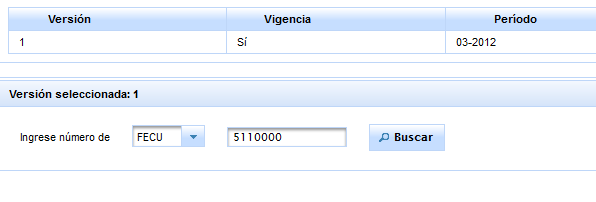 Versión Vigencia Período
1 Sí 03-2012
Versión seleccionada: 1
Ingrese número de FECU 5110000 Buscar